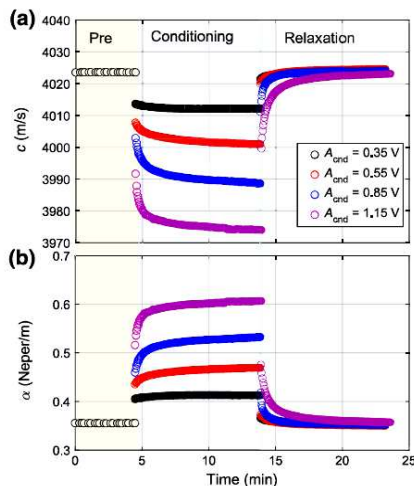 (a)
Pre Conditioning Relaxation
4030
4020
4010
4000
3990
3980
3970
c (m/s)
A_cnd = 0.35 V
A_cnd = 0.55 V
A_cnd = 0.85 V
A_cnd = 1.15 V
(b)
0.7
0.6
0.5
0.4
0.3
α (Neper/m)
0 5 10 15 20 25
Time (min)